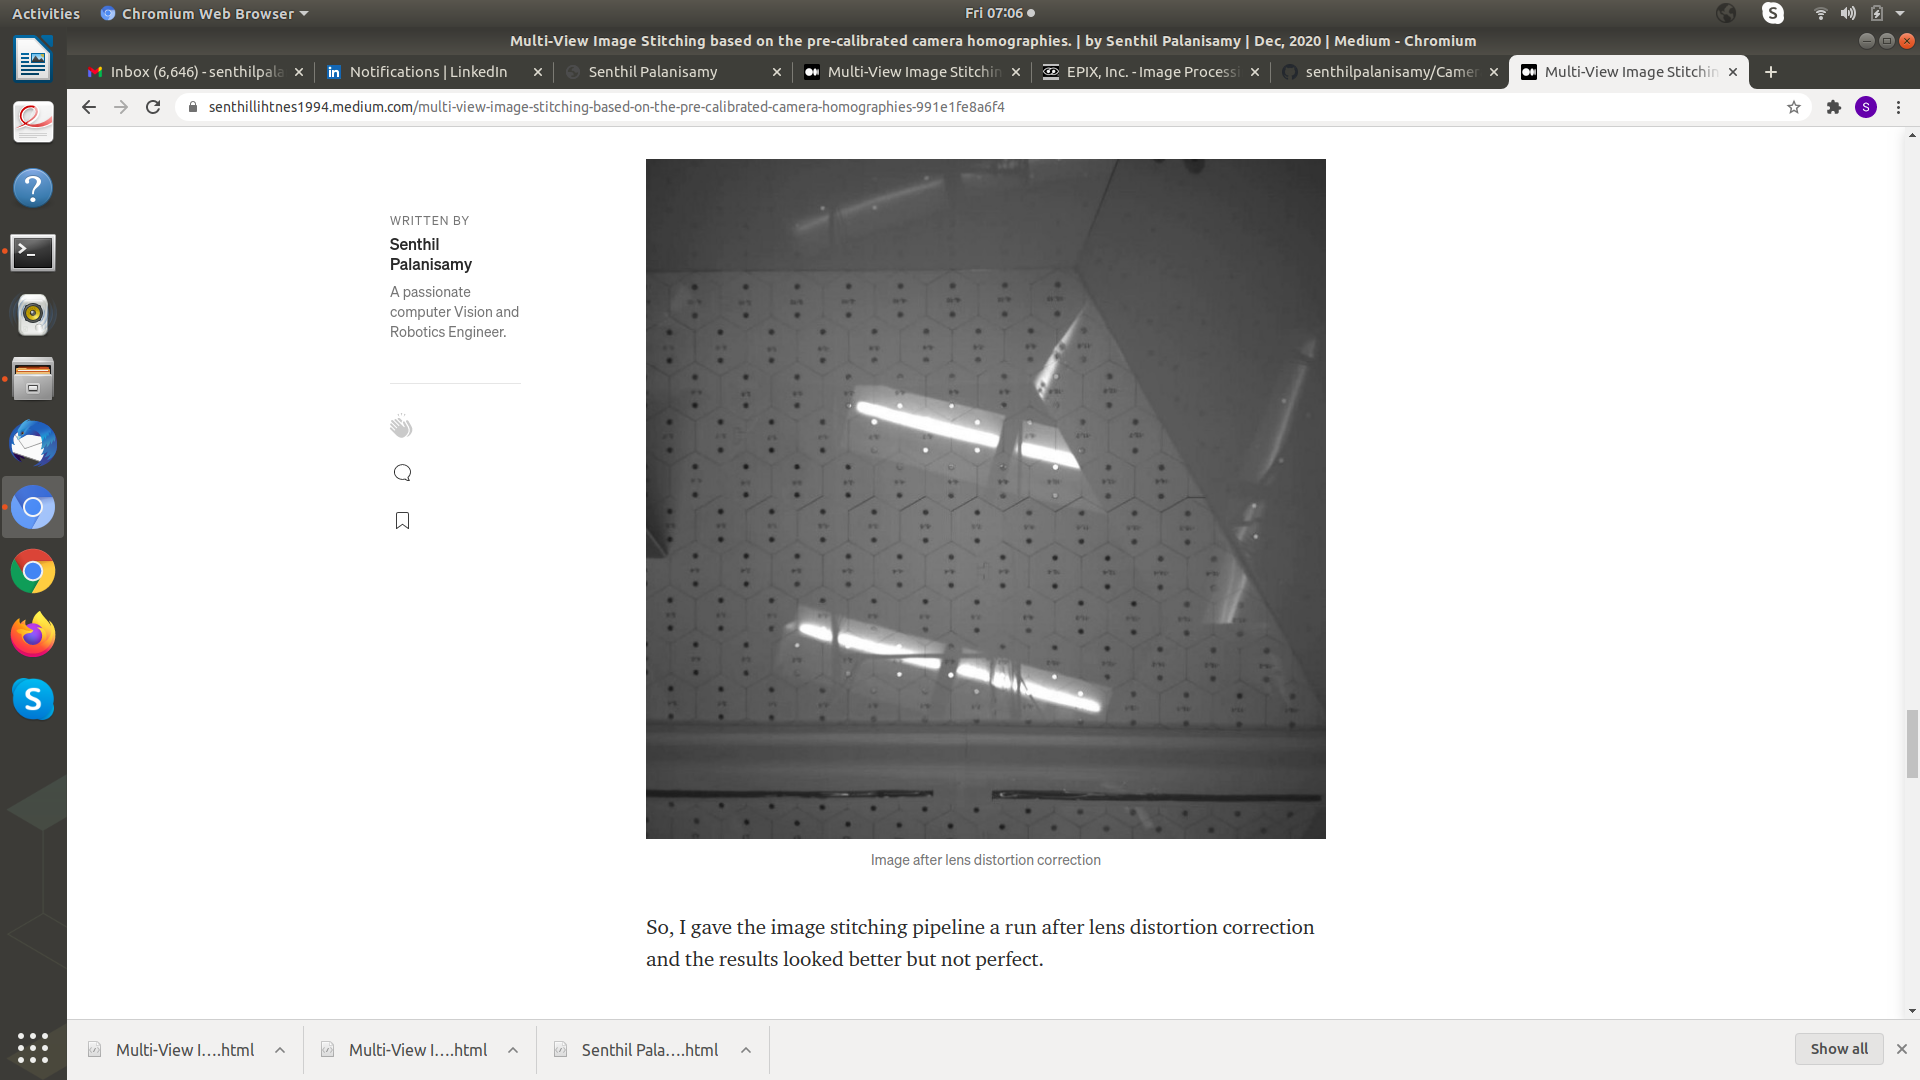 Activities
Chromium Web Browser
Fri 07:06
S
Multi-View Image Stitching based on the pre-calibrated camera homographies. | by Senthil Palanisamy | Dec, 2020 | Medium - Chromium
Inbox (6,646) - senthilpala
Notifications | LinkedIn
Senthil Palanisamy
Multi-View Image Stitchin
EPIX, Inc. - Image Processi
senthilpalanisamy/Camer
Multi-View Image Stitchin
senthillihtnes1994.medium.com/multi-view-image-stitching-based-on-the-pre-calibrated-camera-homographies-991e1fe8a6f4
S
WRITTEN BY
Senthil
Palanisamy
A passionate
computer Vision and
Robotics Engineer.
Image after lens distortion correction
So, I gave the image stitching pipeline a run after lens distortion correction
and the results looked better but not perfect.
Multi-View I....html
Multi-View I....html
Senthil Pala....html
Show all